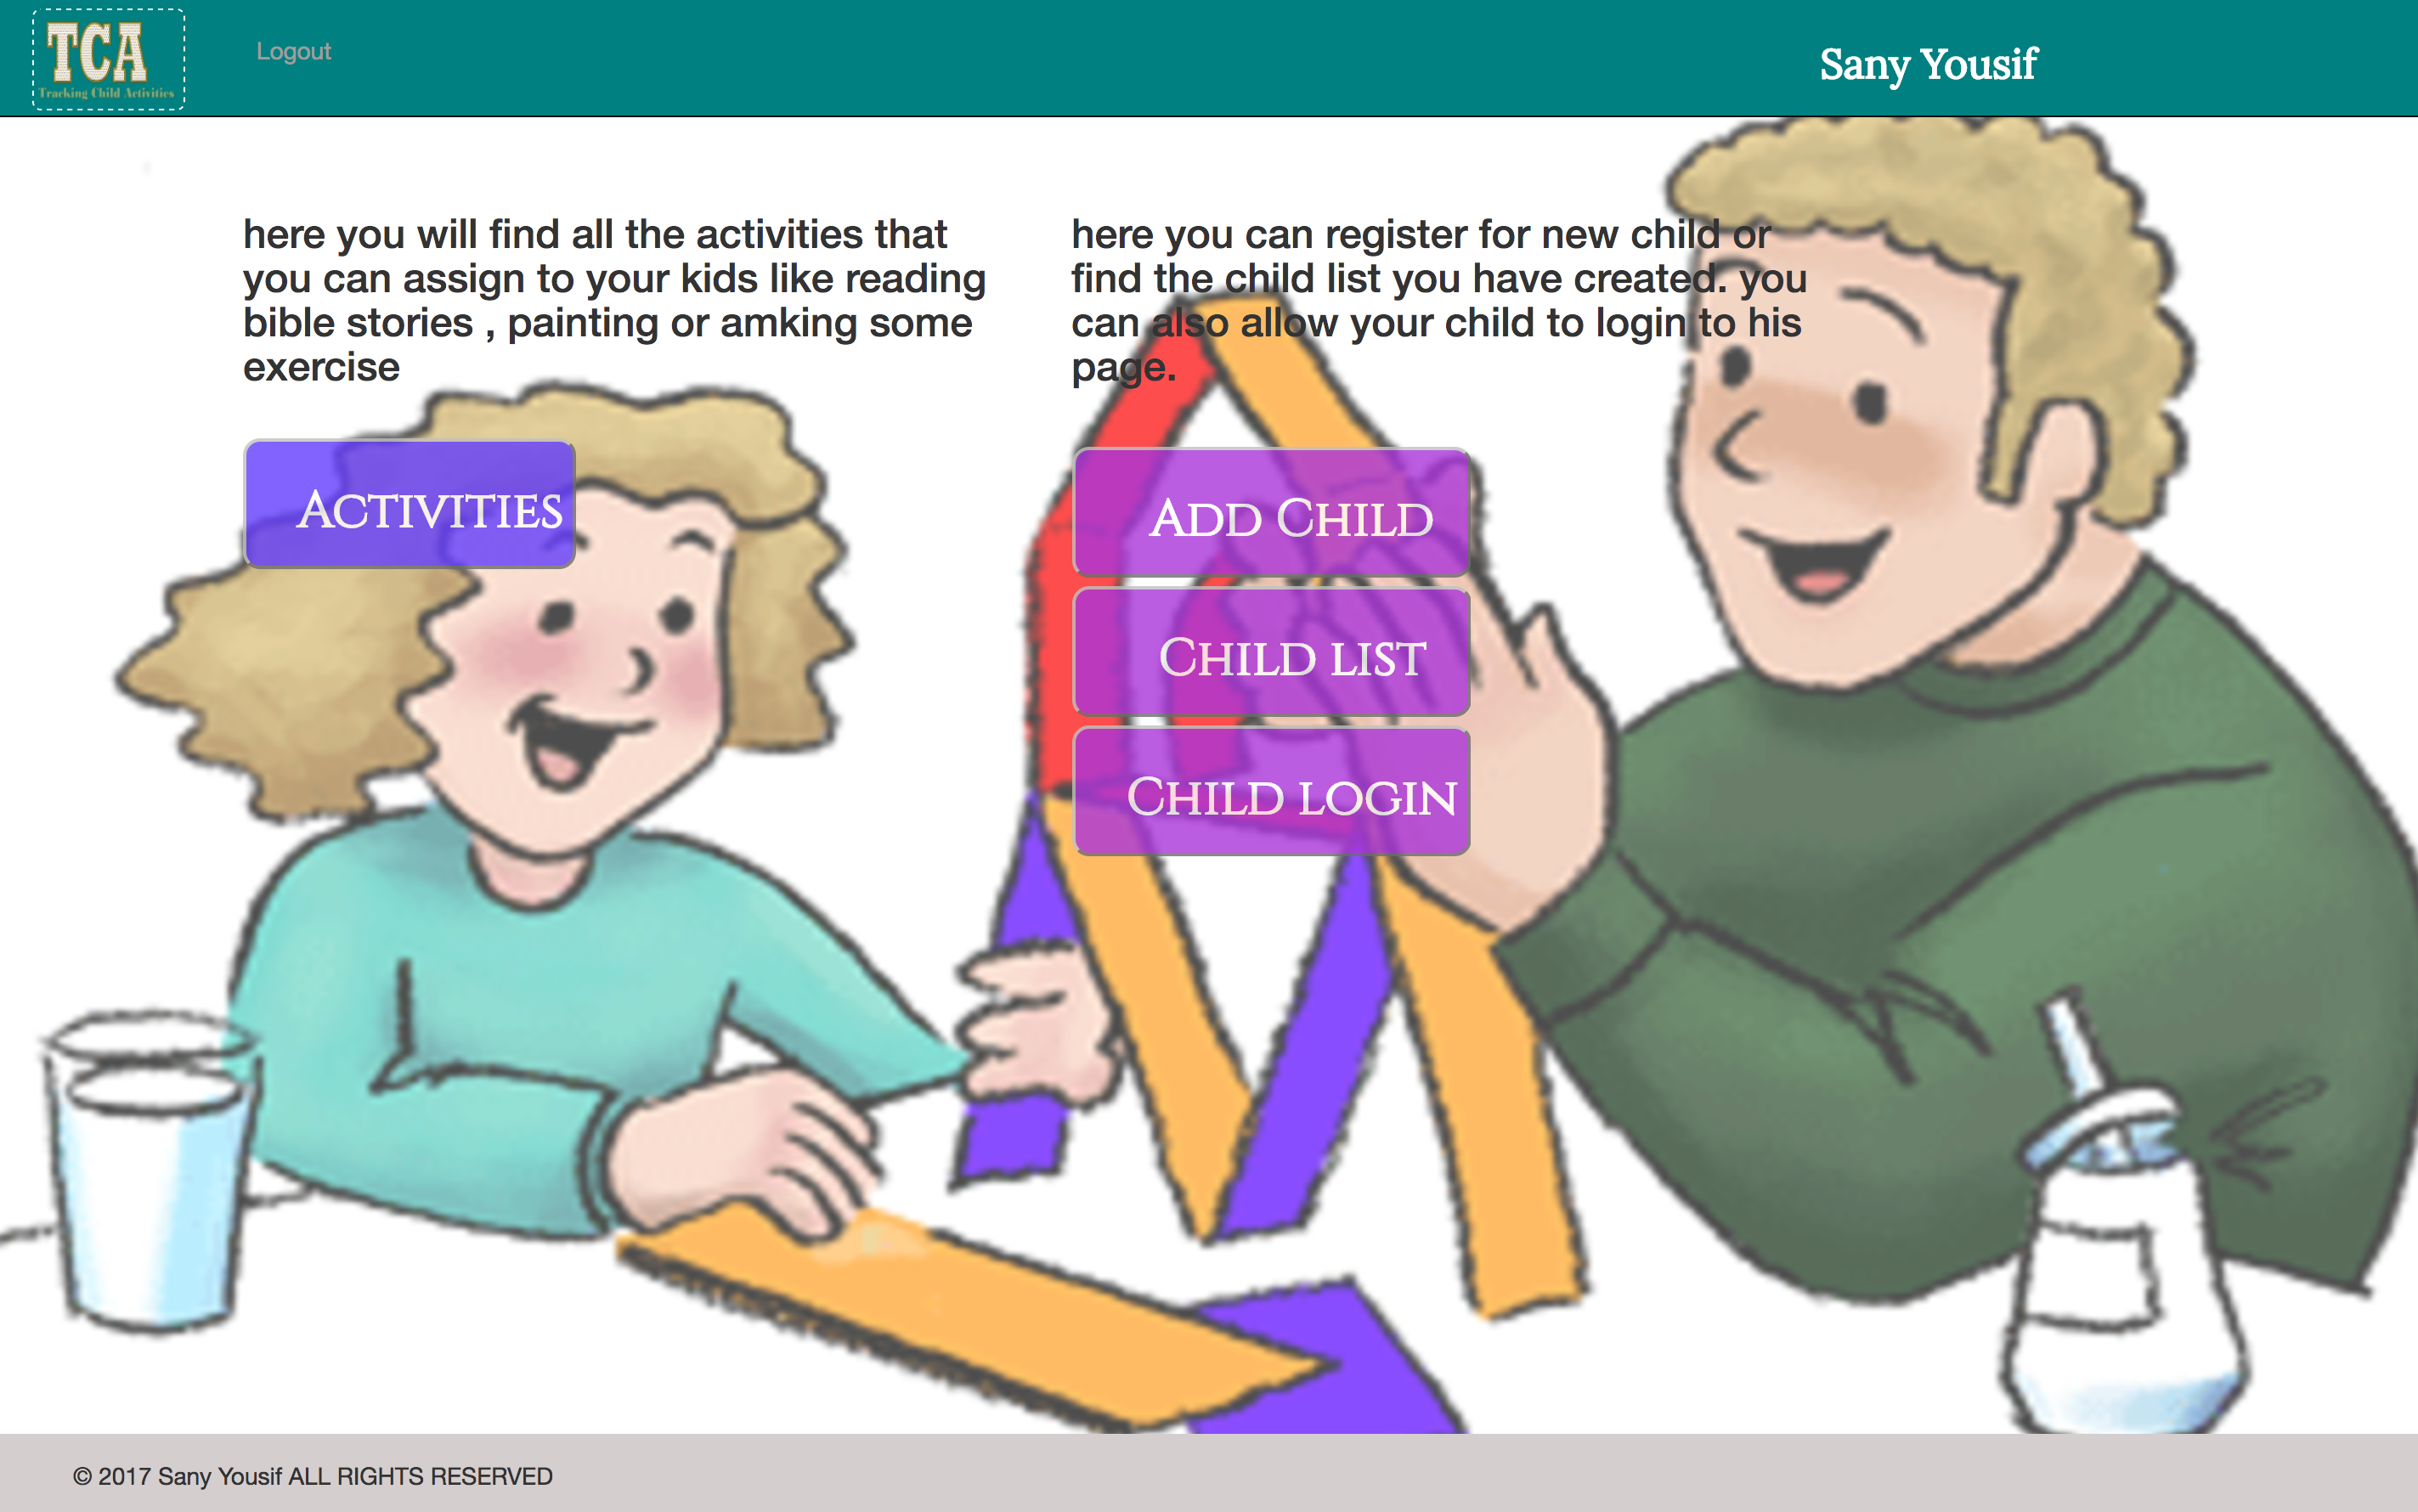 TCA
Tracking Child Activities
Logout
Sany Yousif
here you will find all the activities that
you can assign to your kids like reading
bible stories , painting or amking some
exercise
Activities
here you can register for new child or
find the child list you have created. you
can also allow your child to login to his
page.
Add Child
Child list
Child login
© 2017 Sany Yousif ALL RIGHTS RESERVED